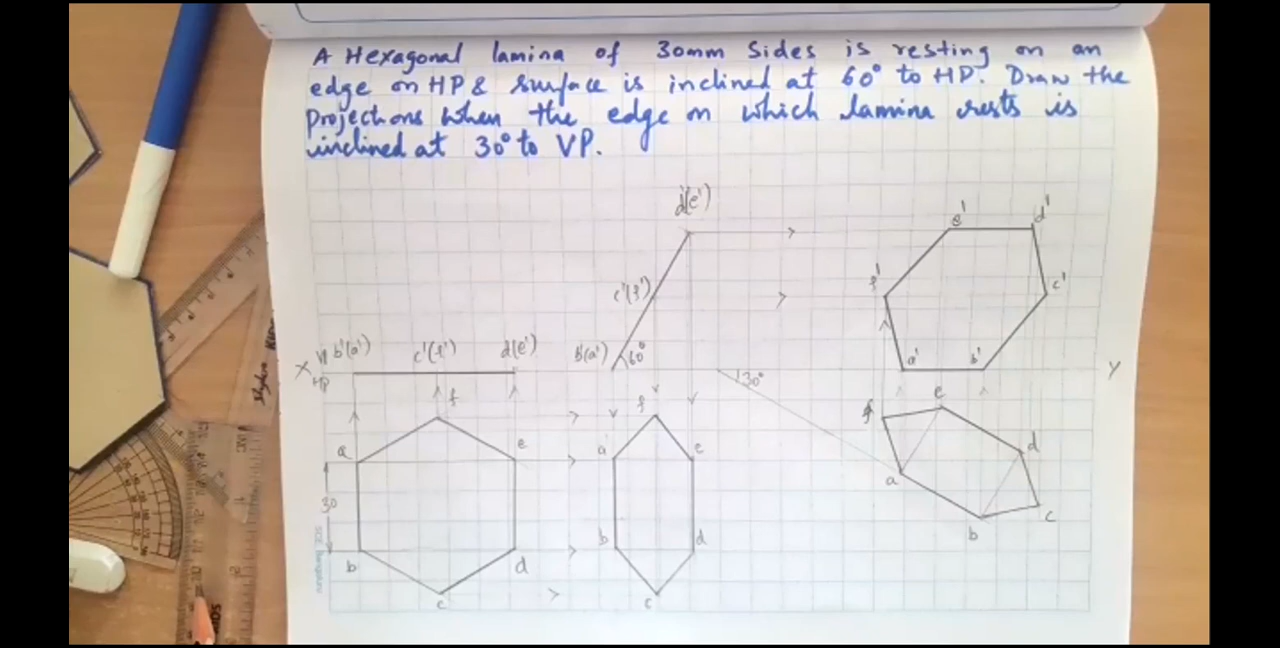 A Hexagonal lamina of 30mm Sides is resting on an
edge on HP & surface is inclined at 60° to HP. Draw the
Projections when the edge on which lamina rests is
inclined at 30° to VP.
d'(e')
e' d'
c'(f') f' c'
X VP b'(a') c'(f') d(e') b'(a') 60° a' b' Y
HP 30°
f f f e
a e a e d
a
30 c
b d b d b
c c